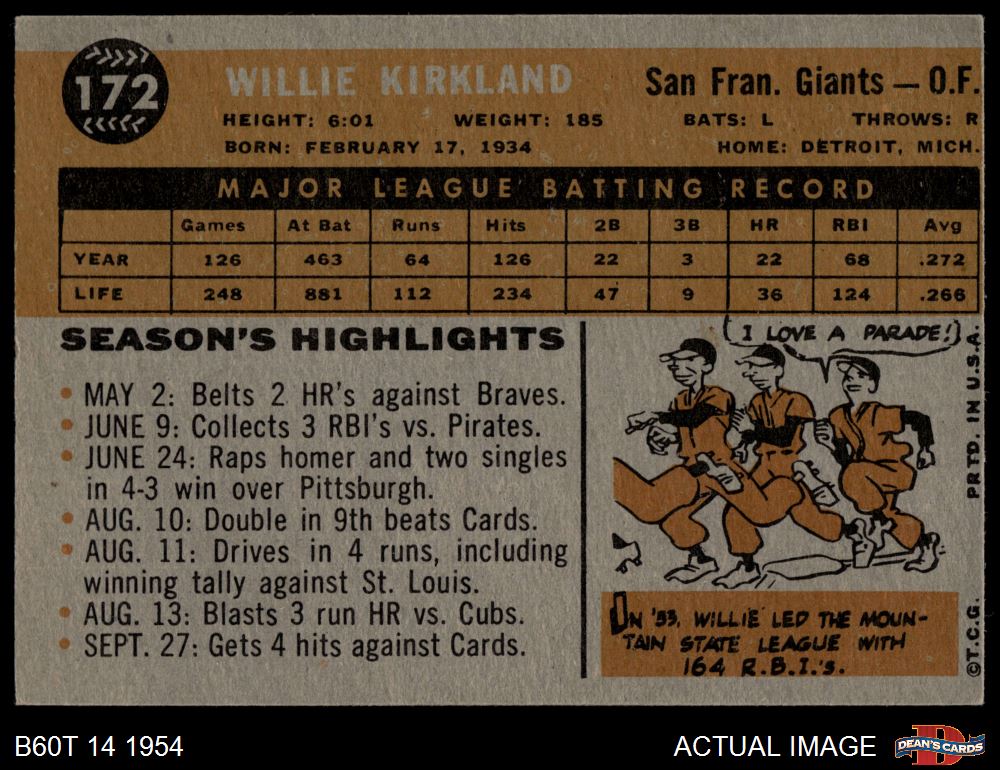 172
WILLIE KIRKLAND
San Fran. Giants — O.F.
HEIGHT: 6:01 WEIGHT: 185 BATS: L THROWS: R
BORN: FEBRUARY 17, 1934 HOME: DETROIT, MICH.
MAJOR LEAGUE BATTING RECORD
Games At Bat Runs Hits 2B 3B HR RBI Avg
YEAR 126 463 64 126 22 3 22 68 .272
LIFE 248 881 112 234 47 9 36 124 .266
SEASON'S HIGHLIGHTS
• MAY 2: Belts 2 HR's against Braves.
• JUNE 9: Collects 3 RBI's vs. Pirates.
• JUNE 24: Raps homer and two singles
in 4-3 win over Pittsburgh.
• AUG. 10: Double in 9th beats Cards.
• AUG. 11: Drives in 4 runs, including
winning tally against St. Louis.
• AUG. 13: Blasts 3 run HR vs. Cubs.
• SEPT. 27: Gets 4 hits against Cards.
I LOVE A PARADE!
IN '53, WILLIE LED THE MOUN-
TAIN STATE LEAGUE WITH
164 R.B.I.'s.
PRTD. IN U.S.A.
©T.C.G.
B60T 14 1954
ACTUAL IMAGE
D
DEAN'S CARDS